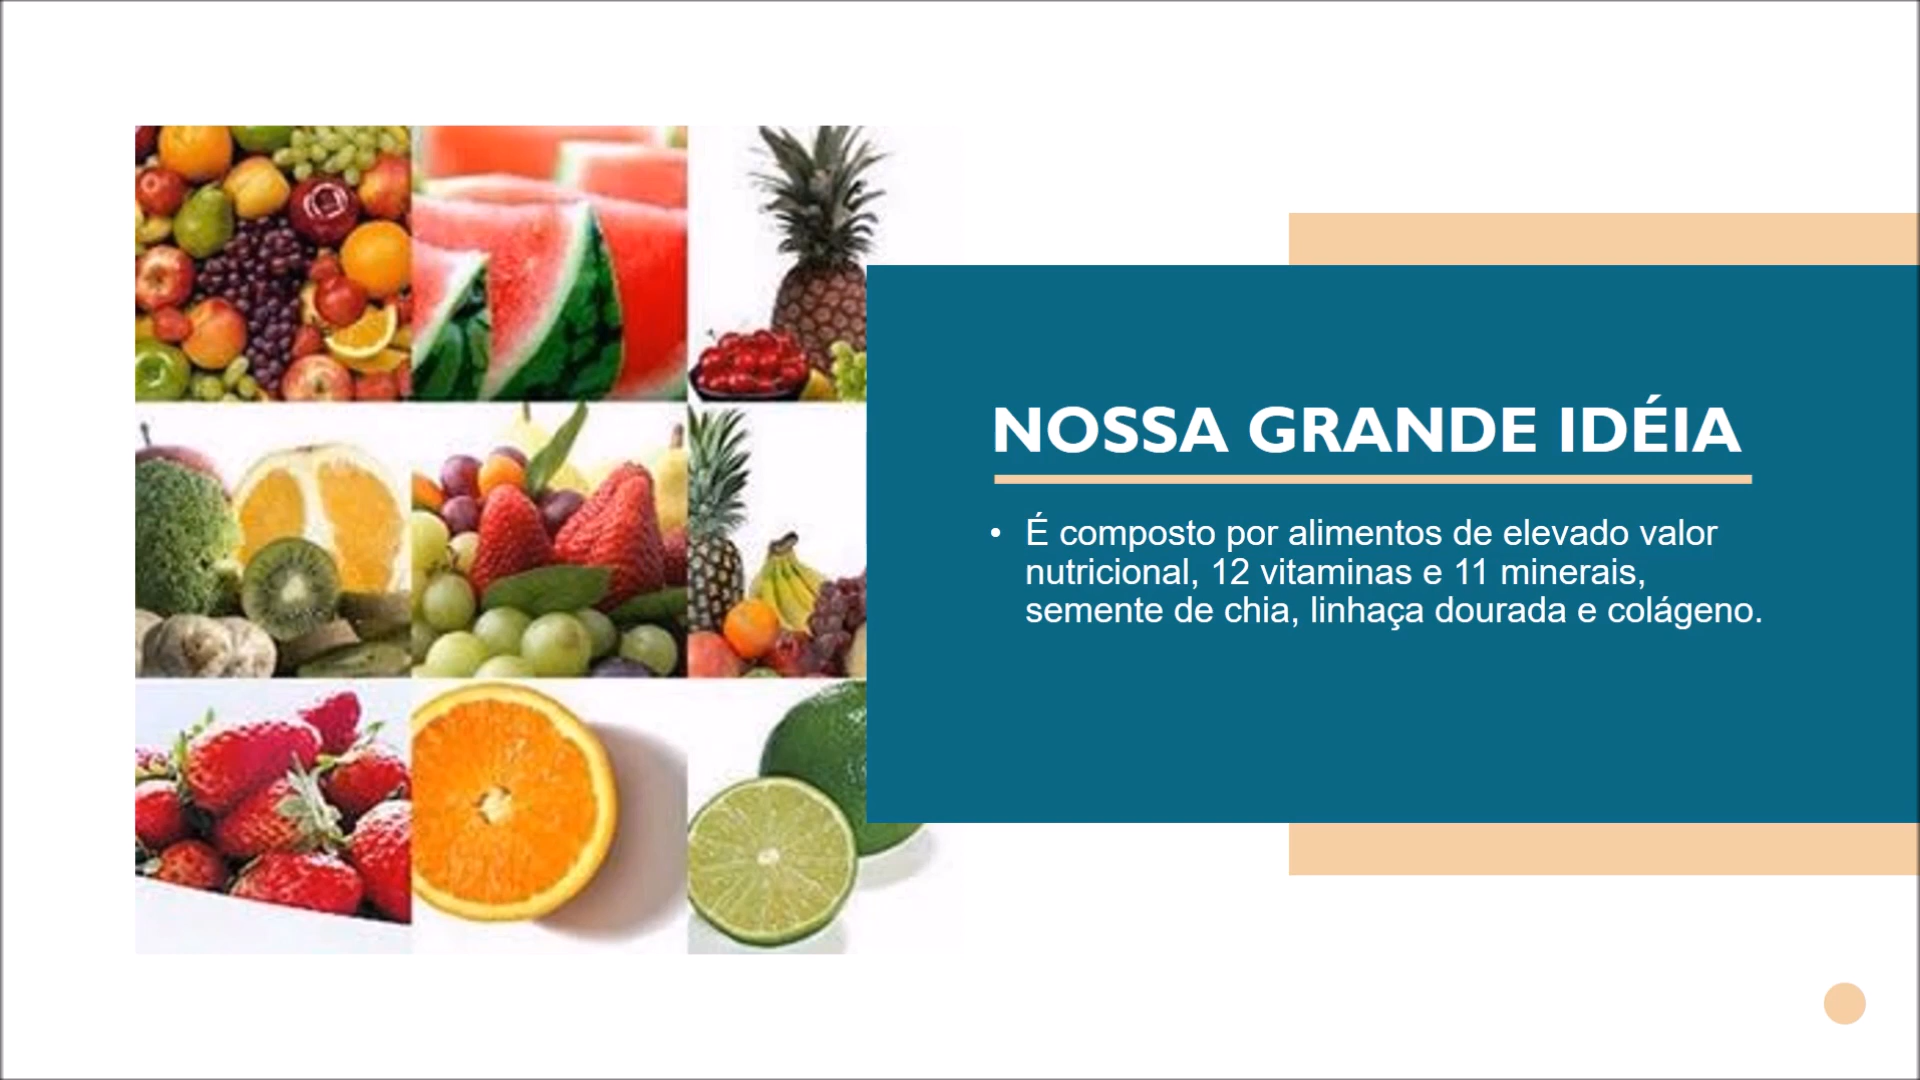 NOSSA GRANDE IDÉIA
• É composto por alimentos de elevado valor
nutricional, 12 vitaminas e 11 minerais,
semente de chia, linhaça dourada e colágeno.